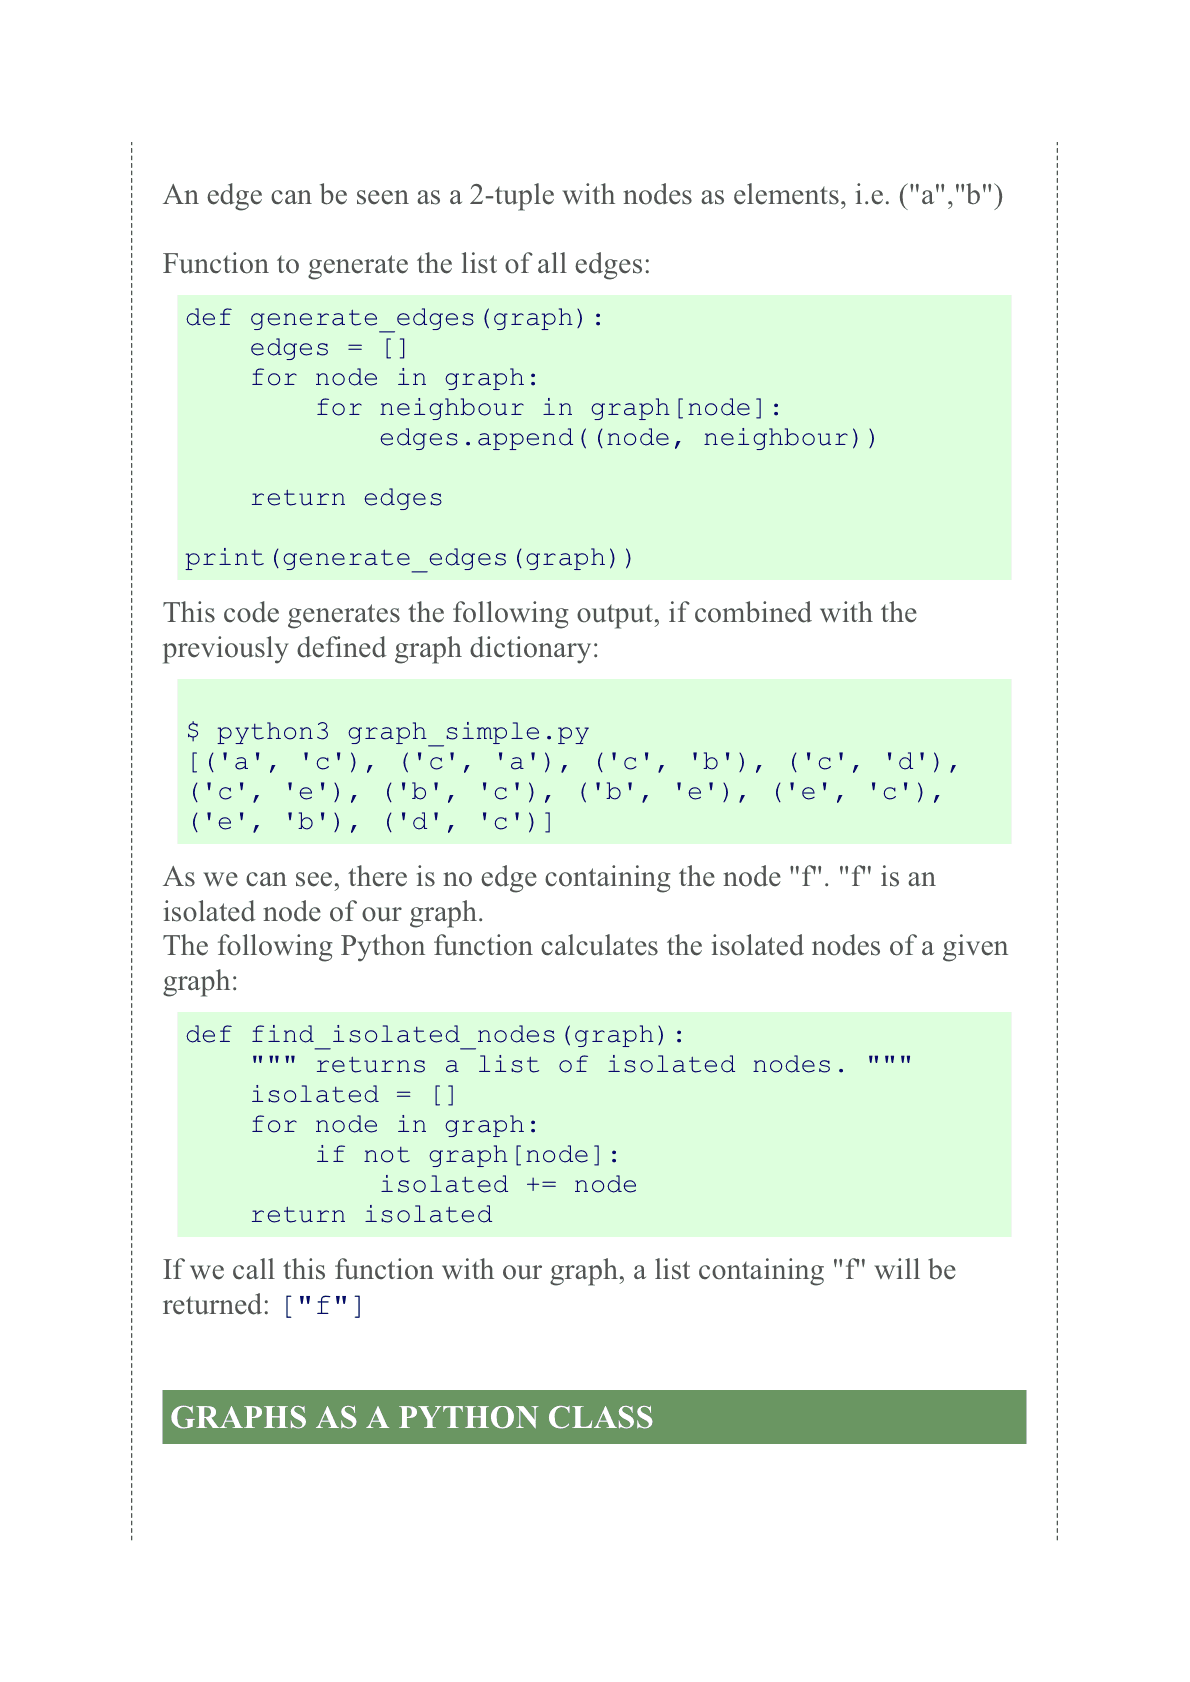 An edge can be seen as a 2-tuple with nodes as elements, i.e. ("a","b")
Function to generate the list of all edges:
def generate_edges(graph):
    edges = []
    for node in graph:
        for neighbour in graph[node]:
            edges.append((node, neighbour))
    return edges
print(generate_edges(graph))
This code generates the following output, if combined with the
previously defined graph dictionary:
$ python3 graph_simple.py
[('a', 'c'), ('c', 'a'), ('c', 'b'), ('c', 'd'),
('c', 'e'), ('b', 'c'), ('b', 'e'), ('e', 'c'),
('e', 'b'), ('d', 'c')]
As we can see, there is no edge containing the node "f". "f" is an
isolated node of our graph.
The following Python function calculates the isolated nodes of a given
graph:
def find_isolated_nodes(graph):
    """ returns a list of isolated nodes. """
    isolated = []
    for node in graph:
        if not graph[node]:
            isolated += node
    return isolated
If we call this function with our graph, a list containing "f" will be
returned: ["f"]
GRAPHS AS A PYTHON CLASS